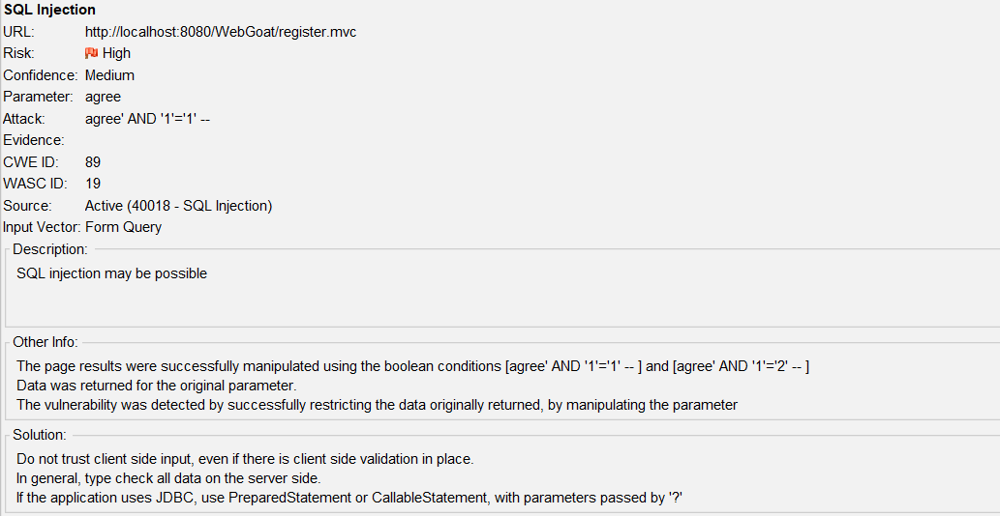 SQL Injection
URL: http://localhost:8080/WebGoat/register.mvc
Risk: High
Confidence: Medium
Parameter: agree
Attack: agree' AND '1'='1' --
Evidence:
CWE ID: 89
WASC ID: 19
Source: Active (40018 - SQL Injection)
Input Vector: Form Query
Description:
SQL injection may be possible
Other Info:
The page results were successfully manipulated using the boolean conditions [agree' AND '1'='1' -- ] and [agree' AND '1'='2' -- ]
Data was returned for the original parameter.
The vulnerability was detected by successfully restricting the data originally returned, by manipulating the parameter
Solution:
Do not trust client side input, even if there is client side validation in place.
In general, type check all data on the server side.
If the application uses JDBC, use PreparedStatement or CallableStatement, with parameters passed by '?'